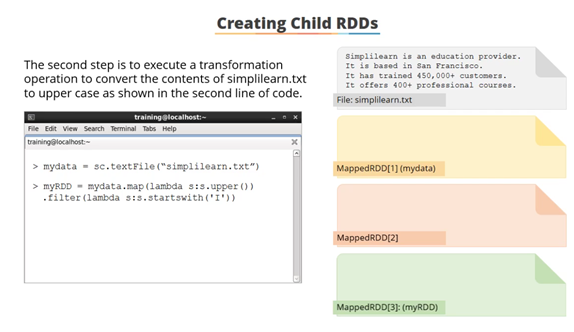 Creating Child RDDs
The second step is to execute a transformation
operation to convert the contents of simplilearn.txt
to upper case as shown in the second line of code.
training@localhost:~
File Edit View Search Terminal Tabs Help
training@localhost:~
> mydata = sc.textFile(“simplilearn.txt”)
> myRDD = mydata.map(lambda s:s.upper())
.filter(lambda s:s.startswith('I'))
Simplilearn is an education provider.
It is based in San Francisco.
It has trained 450,000+ customers.
It offers 400+ professional courses.
File: simplilearn.txt
MappedRDD[1] (mydata)
MappedRDD[2]
MappedRDD[3]: (myRDD)